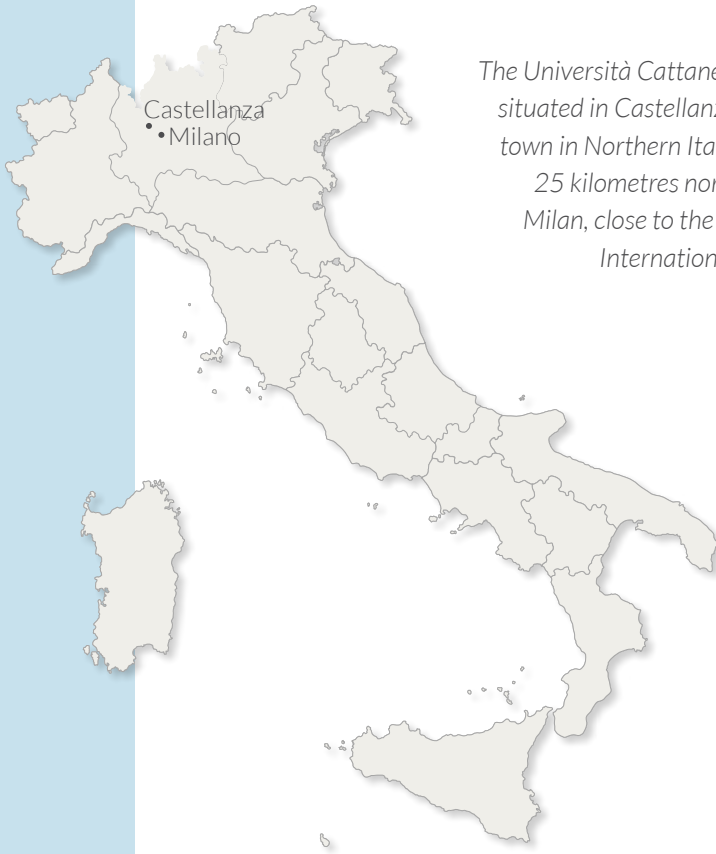 The Università Cattane
situated in Castellanz
town in Northern Ita
25 kilometres nor
Milan, close to the
Internation
Castellanza
Milano